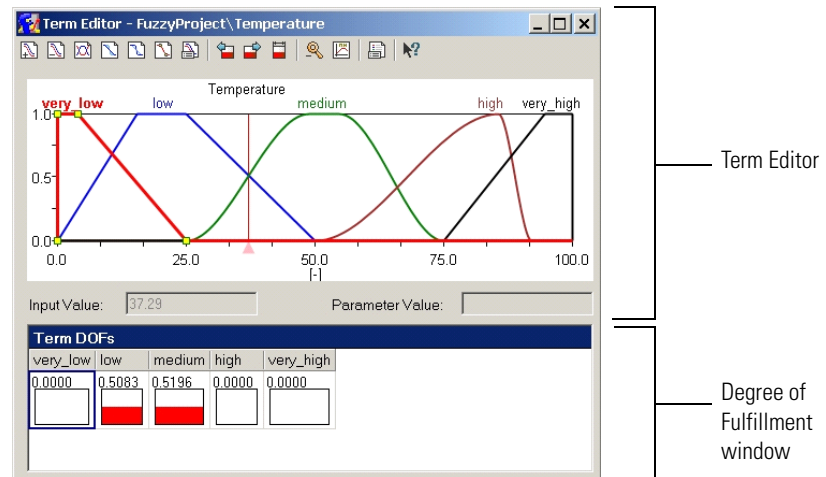 Term Editor - FuzzyProject\Temperature
Temperature
very_low low medium high very_high
1.0
0.5
0.0
0.0 25.0 50.0 75.0 100.0
[-]
Input Value: 37.29 Parameter Value:
Term DOFs
very_low low medium high very_high
0.0000 0.5083 0.5196 0.0000 0.0000
Term Editor
Degree of
Fulfillment
window